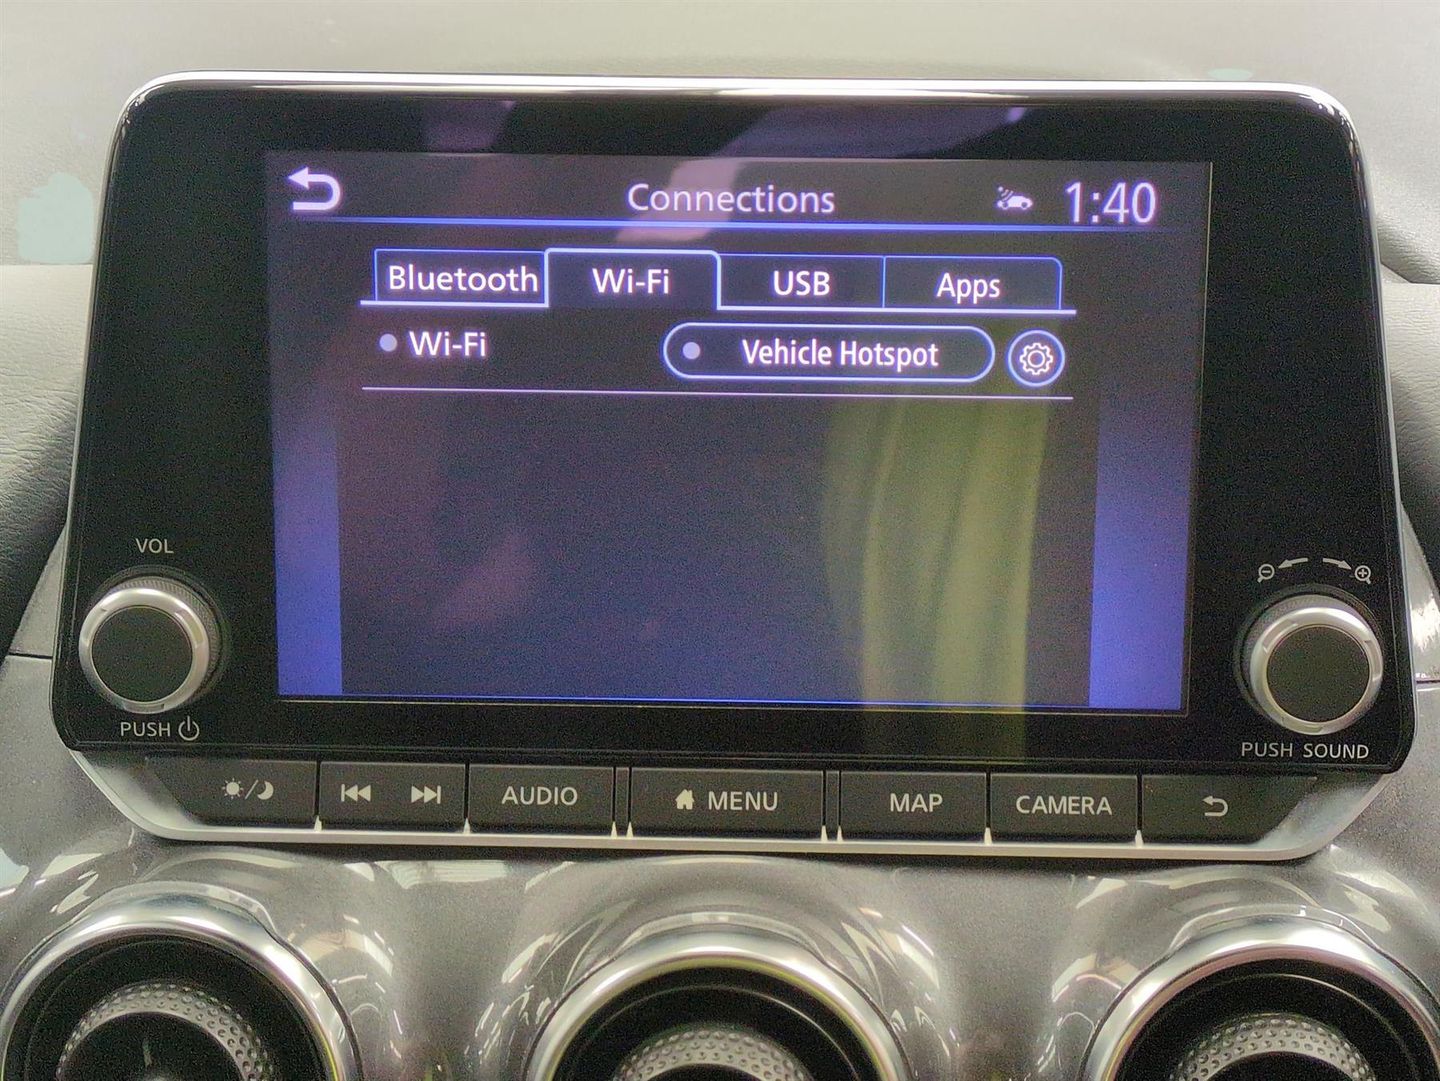 Connections 1:40
Bluetooth Wi-Fi USB Apps
Wi-Fi Vehicle Hotspot
VOL
PUSH
PUSH SOUND
AUDIO MENU MAP CAMERA